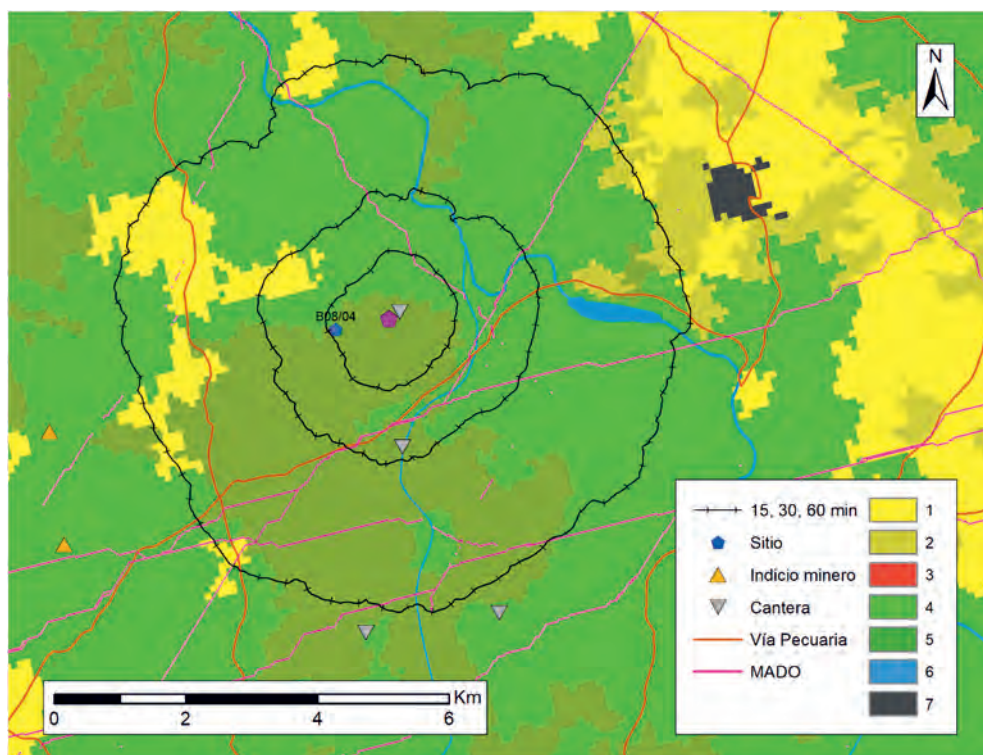 N
B08/04
15, 30, 60 min
Sitio
Indicio minero
Cantera
Vía Pecuaria
MADO
1
2
3
4
5
6
7
Km
0 2 4 6